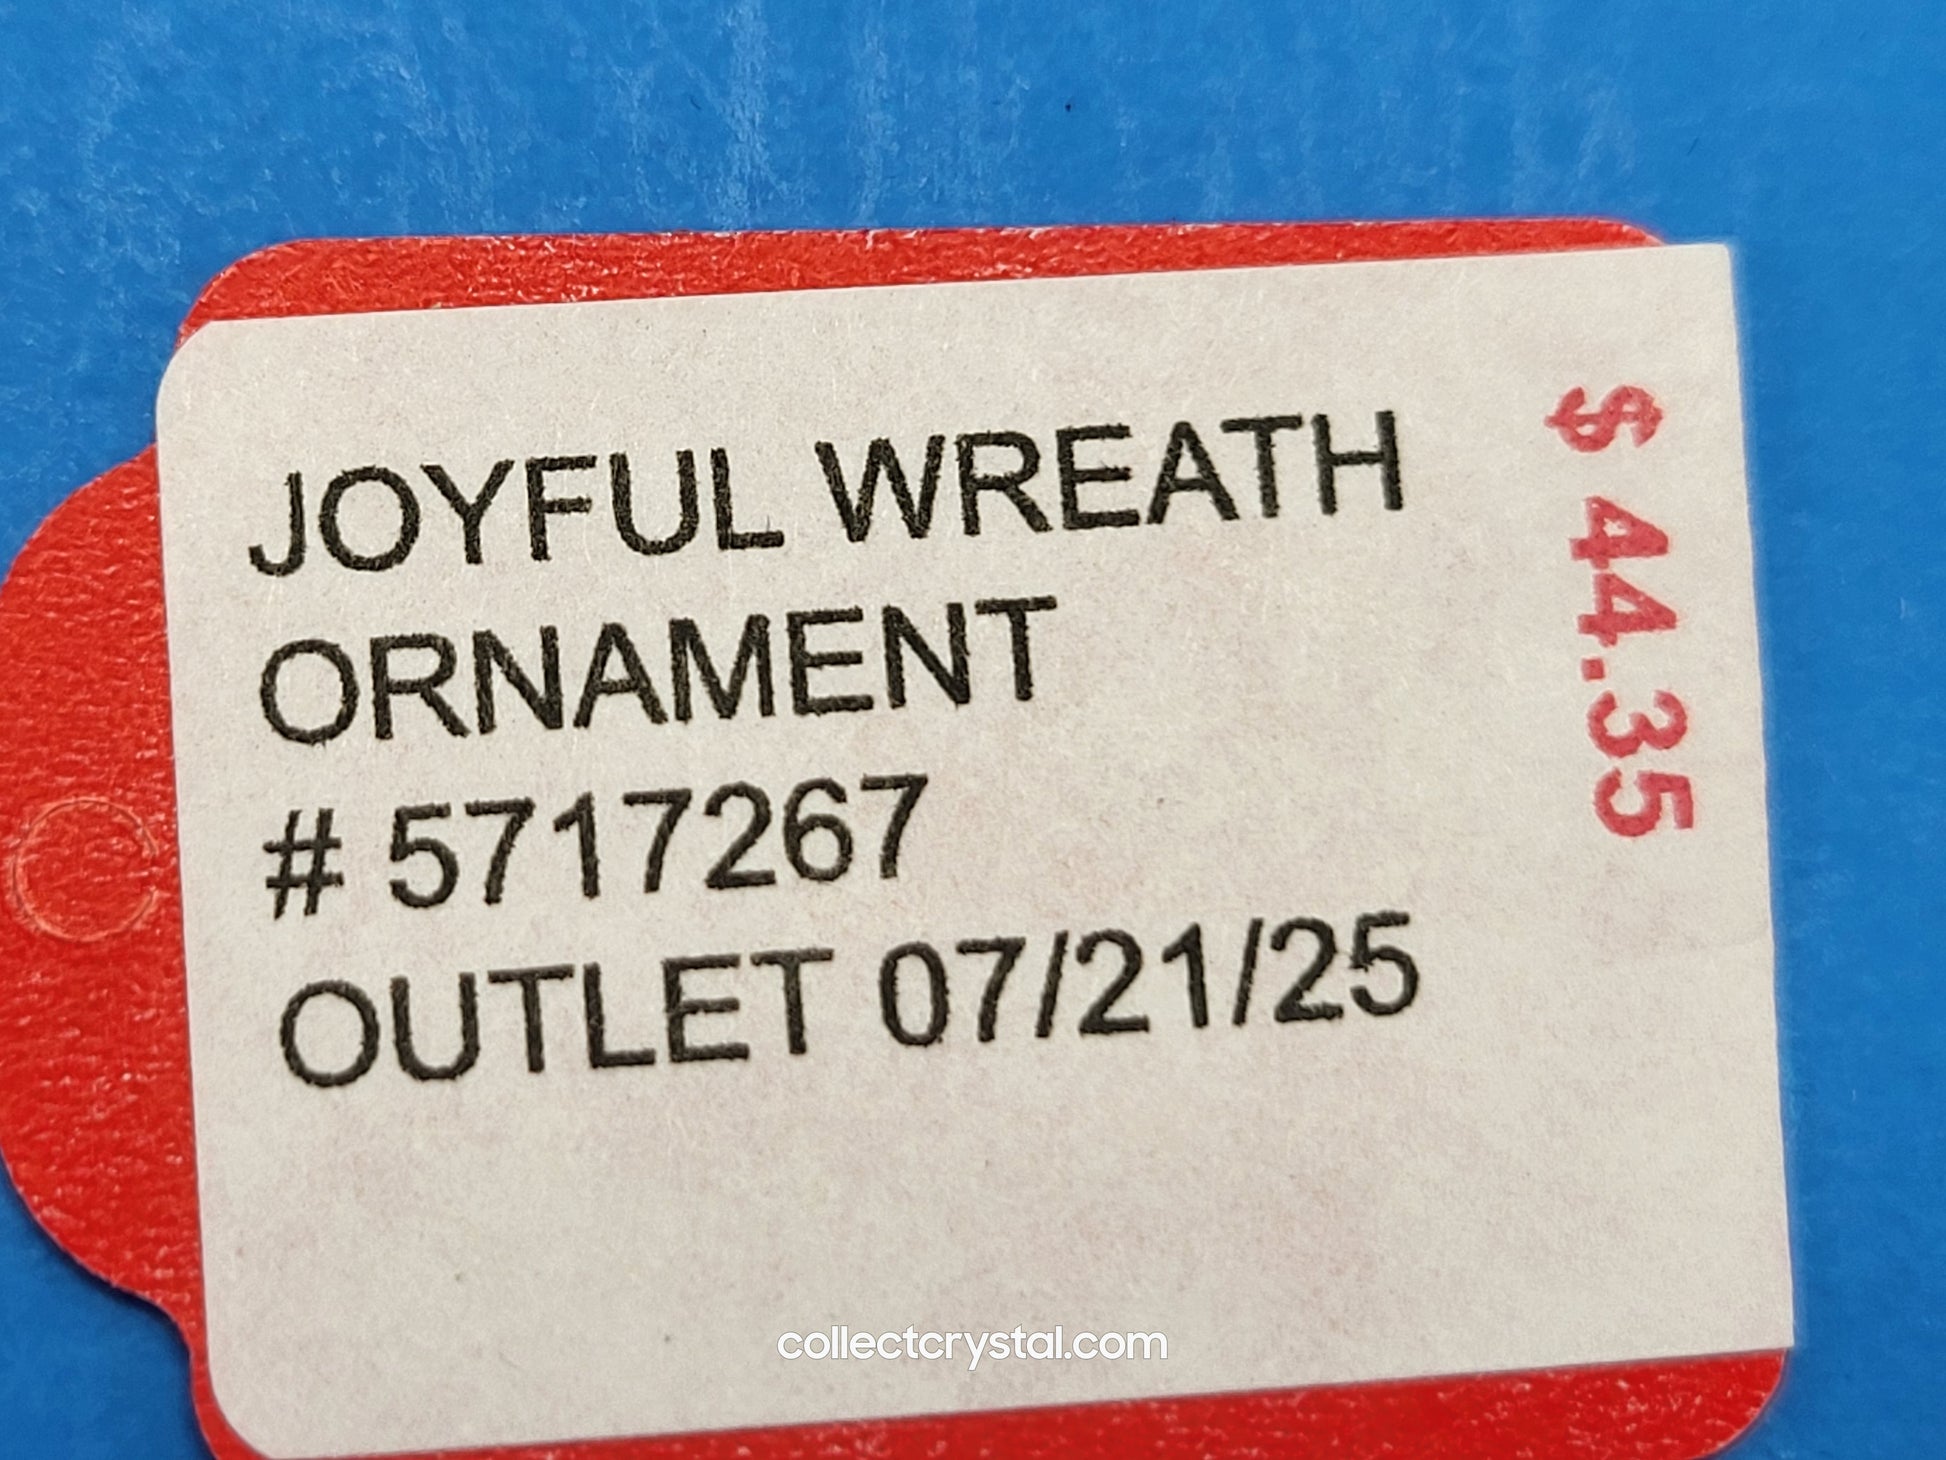 JOYFUL WREATH
ORNAMENT
# 5717267
OUTLET 07/21/25
$ 44.35
collectcrystal.com